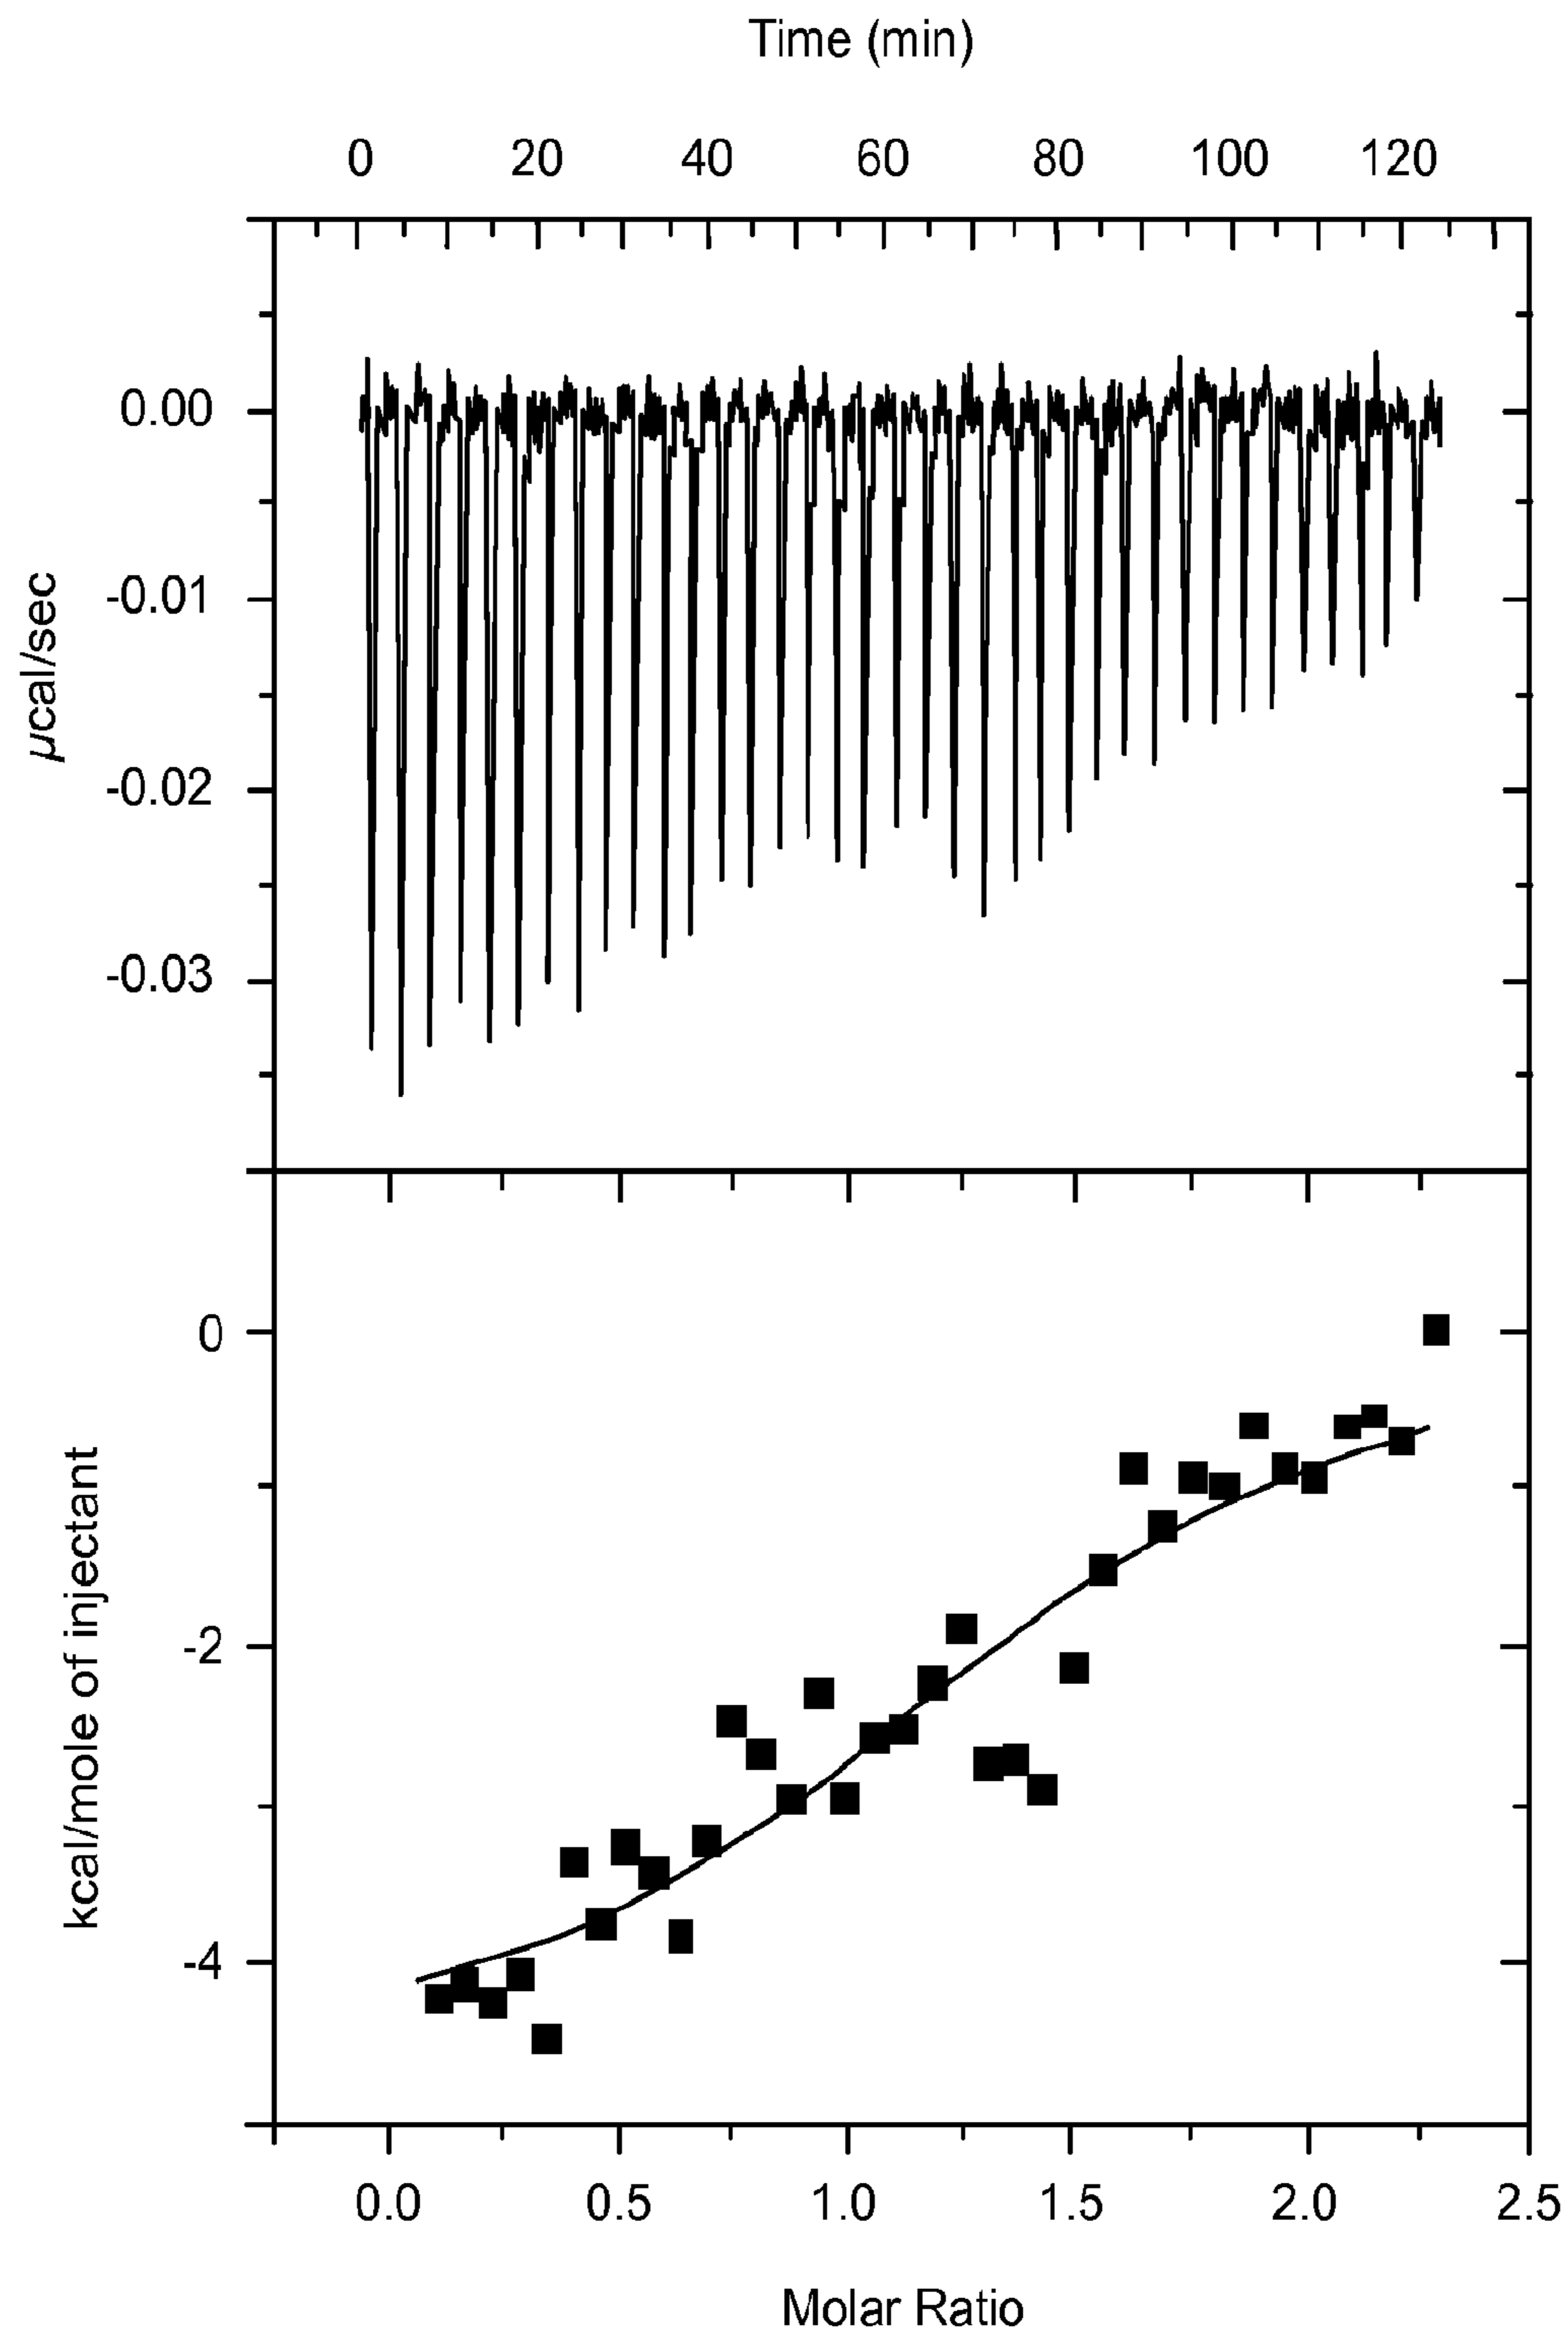 Time (min)
0 20 40 60 80 100 120
0.00
-0.01
-0.02
-0.03
µcal/sec
0
-2
-4
kcal/mole of injectant
0.0 0.5 1.0 1.5 2.0 2.5
Molar Ratio